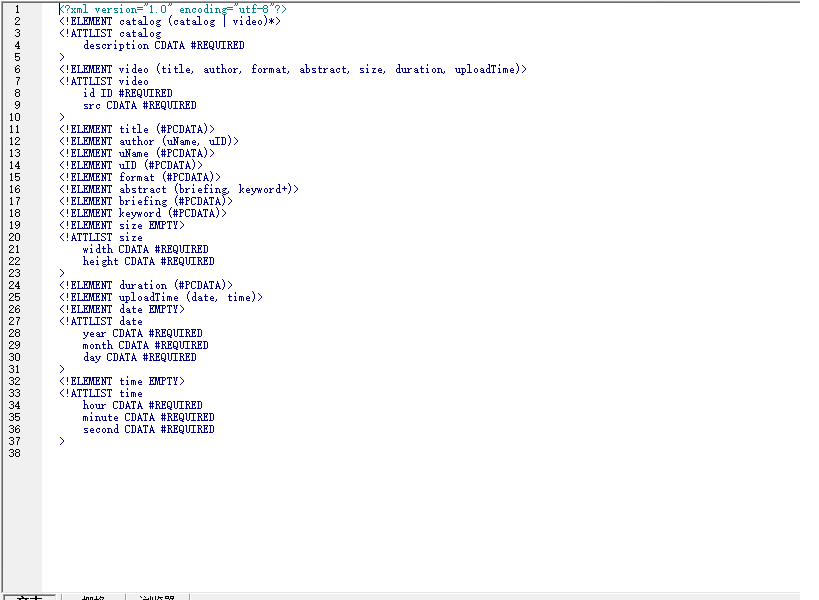 1 <?xml version="1.0" encoding="utf-8"?>
2 <!ELEMENT catalog (catalog | video)*>
3 <!ATTLIST catalog
4 description CDATA #REQUIRED
5 >
6 <!ELEMENT video (title, author, format, abstract, size, duration, uploadTime)>
7 <!ATTLIST video
8 id ID #REQUIRED
9 src CDATA #REQUIRED
10 >
11 <!ELEMENT title (#PCDATA)>
12 <!ELEMENT author (uName, uID)>
13 <!ELEMENT uName (#PCDATA)>
14 <!ELEMENT uID (#PCDATA)>
15 <!ELEMENT format (#PCDATA)>
16 <!ELEMENT abstract (briefing, keyword+)>
17 <!ELEMENT briefing (#PCDATA)>
18 <!ELEMENT keyword (#PCDATA)>
19 <!ELEMENT size EMPTY>
20 <!ATTLIST size
21 width CDATA #REQUIRED
22 height CDATA #REQUIRED
23 >
24 <!ELEMENT duration (#PCDATA)>
25 <!ELEMENT uploadTime (date, time)>
26 <!ELEMENT date EMPTY>
27 <!ATTLIST date
28 year CDATA #REQUIRED
29 month CDATA #REQUIRED
30 day CDATA #REQUIRED
31 >
32 <!ELEMENT time EMPTY>
33 <!ATTLIST time
34 hour CDATA #REQUIRED
35 minute CDATA #REQUIRED
36 second CDATA #REQUIRED
37 >
38